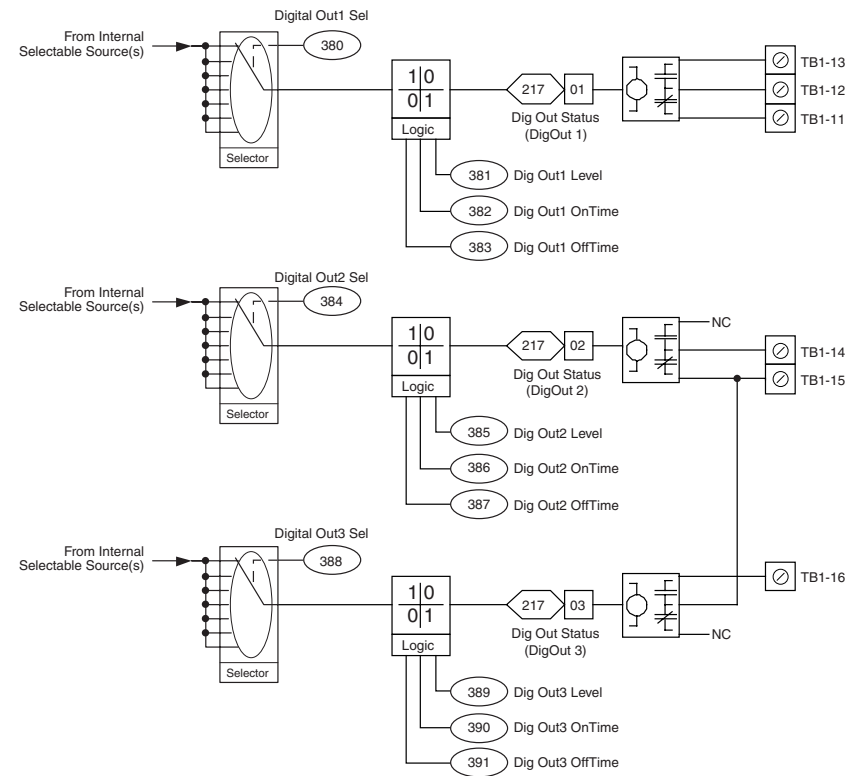 Digital Out1 Sel
From Internal
Selectable Source(s)
380
Selector
1 0
0 1
Logic
217
01
Dig Out Status
(DigOut 1)
TB1-13
TB1-12
TB1-11
381
Dig Out1 Level
382
Dig Out1 OnTime
383
Dig Out1 OffTime
Digital Out2 Sel
From Internal
Selectable Source(s)
384
Selector
1 0
0 1
Logic
217
02
Dig Out Status
(DigOut 2)
NC
TB1-14
TB1-15
385
Dig Out2 Level
386
Dig Out2 OnTime
387
Dig Out2 OffTime
Digital Out3 Sel
From Internal
Selectable Source(s)
388
Selector
1 0
0 1
Logic
217
03
Dig Out Status
(DigOut 3)
TB1-16
NC
389
Dig Out3 Level
390
Dig Out3 OnTime
391
Dig Out3 OffTime